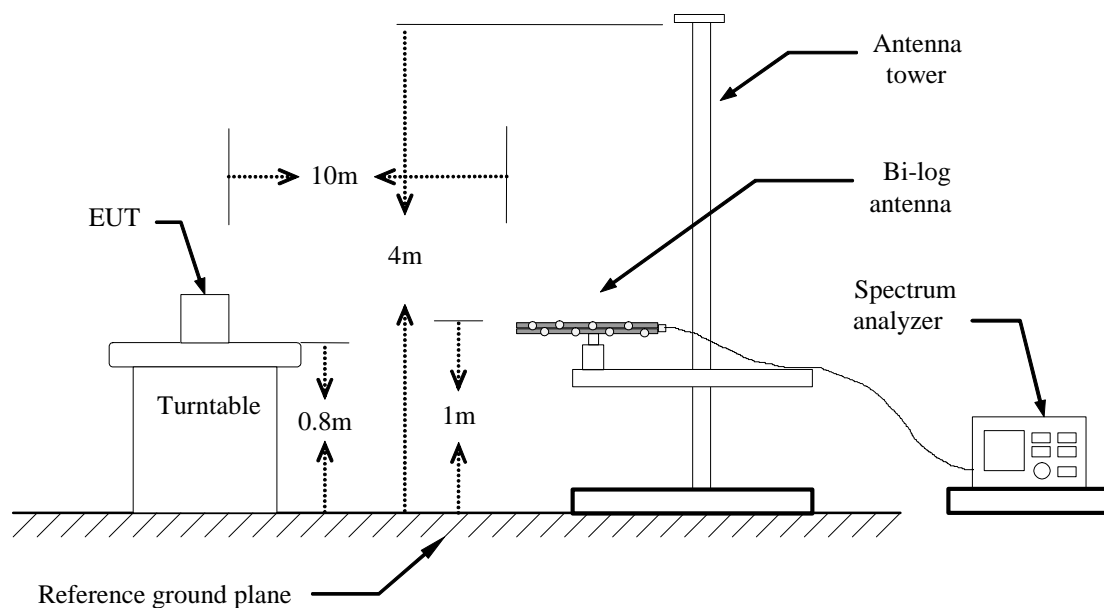 Antenna
tower
10m
Bi-log
antenna
EUT
4m
Spectrum
analyzer
Turntable
0.8m
1m
Reference ground plane